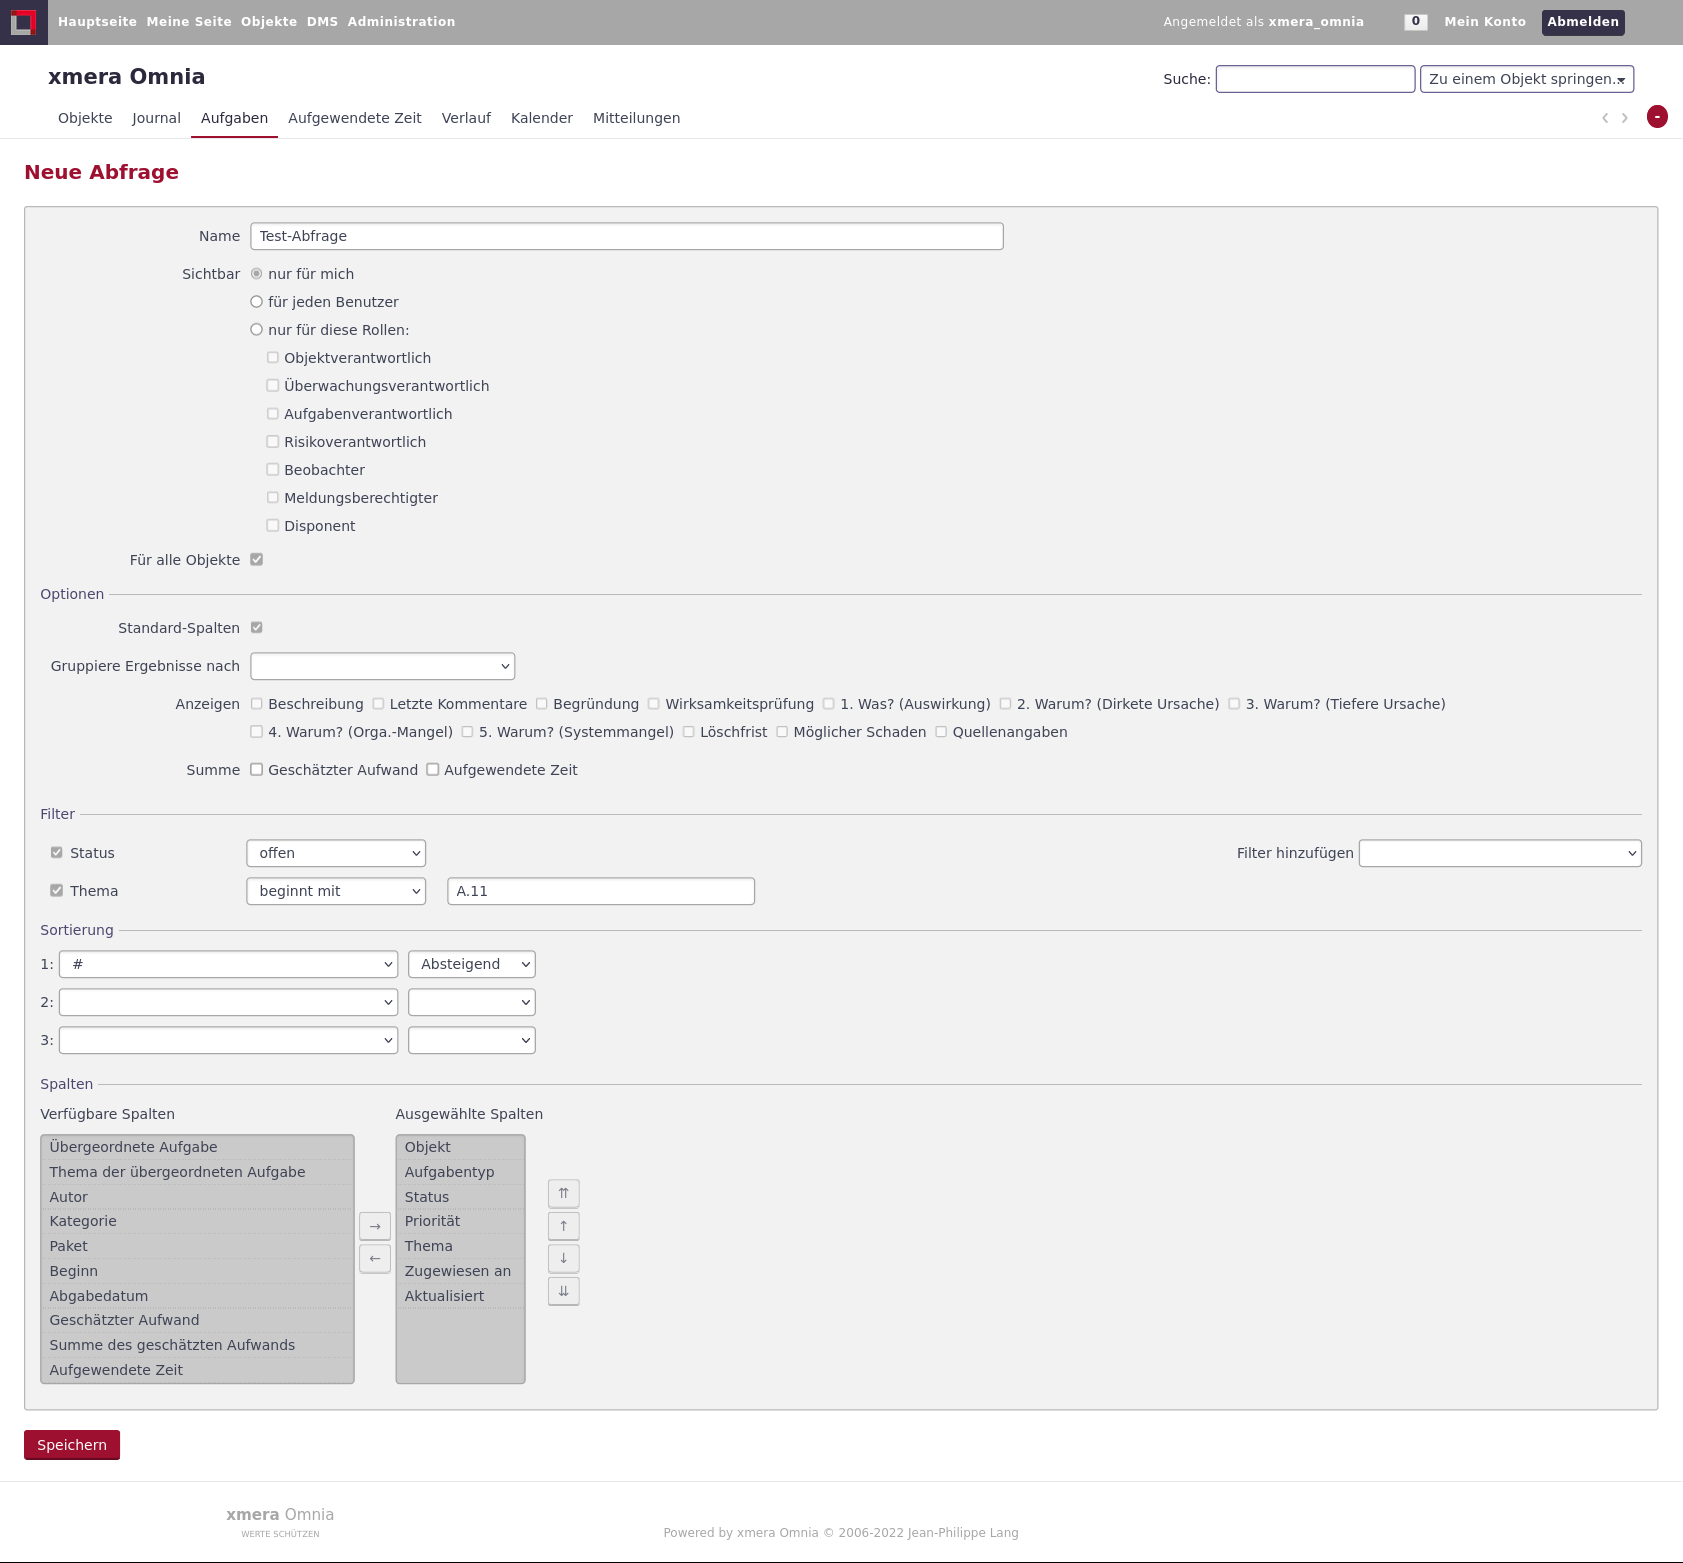 Hauptseite Meine Seite Objekte DMS Administration Angemeldet als xmera_omnia 0 Mein Konto Abmelden
xmera Omnia
Suche: Zu einem Objekt springen...
Objekte Journal Aufgaben Aufgewendete Zeit Verlauf Kalender Mitteilungen
-
Neue Abfrage
Name Test-Abfrage
Sichtbar nur für mich
für jeden Benutzer
nur für diese Rollen:
Objektverantwortlich
Überwachungsverantwortlich
Aufgabenverantwortlich
Risikoverantwortlich
Beobachter
Meldungsberechtigter
Disponent
Für alle Objekte
Optionen
Standard-Spalten
Gruppiere Ergebnisse nach
Anzeigen Beschreibung Letzte Kommentare Begründung Wirksamkeitsprüfung 1. Was? (Auswirkung) 2. Warum? (Dirkete Ursache) 3. Warum? (Tiefere Ursache)
4. Warum? (Orga.-Mangel) 5. Warum? (Systemmangel) Löschfrist Möglicher Schaden Quellenangaben
Summe Geschätzter Aufwand Aufgewendete Zeit
Filter
Status offen Filter hinzufügen
Thema beginnt mit A.11
Sortierung
1: # Absteigend
2:
3:
Spalten
Verfügbare Spalten Ausgewählte Spalten
Übergeordnete Aufgabe
Thema der übergeordneten Aufgabe
Autor
Kategorie
Paket
Beginn
Abgabedatum
Geschätzter Aufwand
Summe des geschätzten Aufwands
Aufgewendete Zeit
→
←
Objekt
Aufgabentyp
Status
Priorität
Thema
Zugewiesen an
Aktualisiert
⇈
↑
↓
⇊
Speichern
xmera Omnia
WERTE SCHÜTZEN
Powered by xmera Omnia © 2006-2022 Jean-Philippe Lang